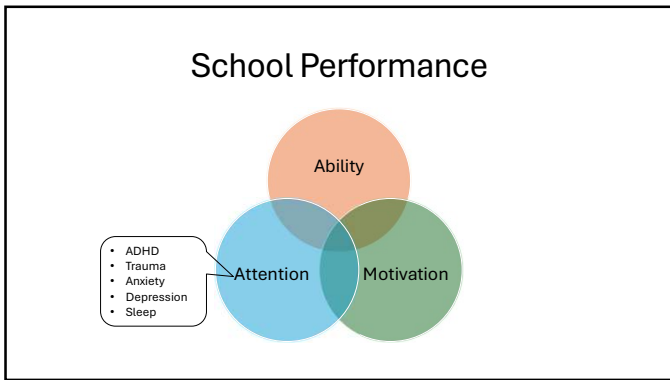 School Performance
Ability
• ADHD
• Trauma
• Anxiety
• Depression
• Sleep
Attention
Motivation